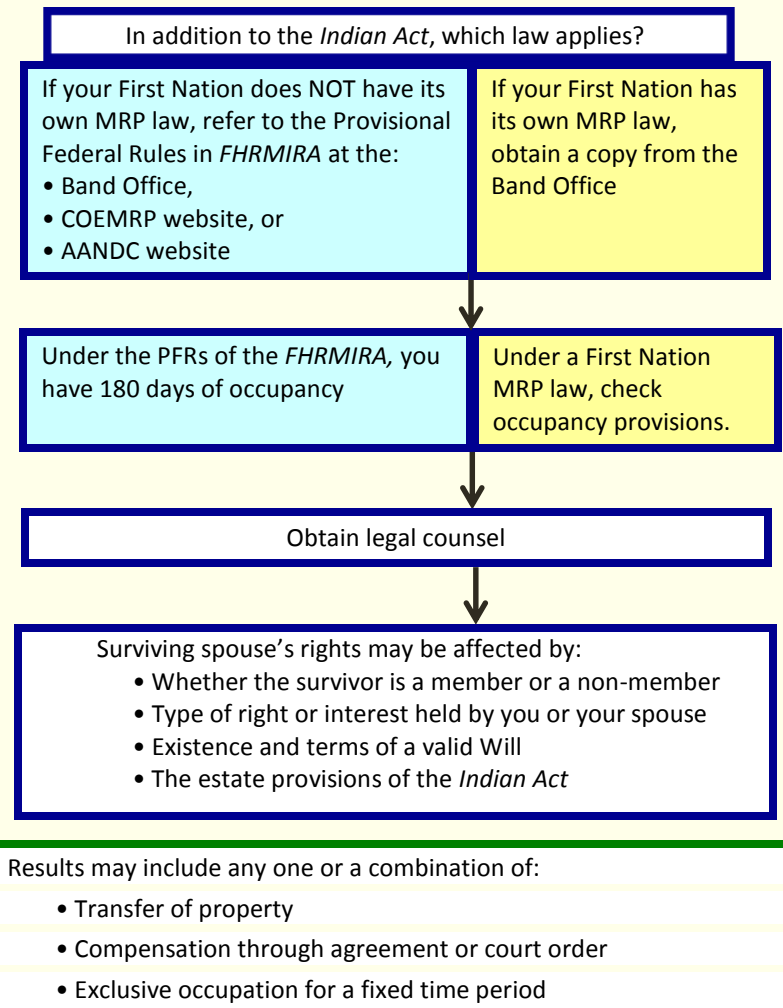 In addition to the Indian Act, which law applies?
If your First Nation does NOT have its
own MRP law, refer to the Provisional
Federal Rules in FHRMIRA at the:
• Band Office,
• COEMRP website, or
• AANDC website
If your First Nation has
its own MRP law,
obtain a copy from the
Band Office
Under the PFRs of the FHRMIRA, you
have 180 days of occupancy
Under a First Nation
MRP law, check
occupancy provisions.
Obtain legal counsel
Surviving spouse’s rights may be affected by:
• Whether the survivor is a member or a non-member
• Type of right or interest held by you or your spouse
• Existence and terms of a valid Will
• The estate provisions of the Indian Act
Results may include any one or a combination of:
• Transfer of property
• Compensation through agreement or court order
• Exclusive occupation for a fixed time period